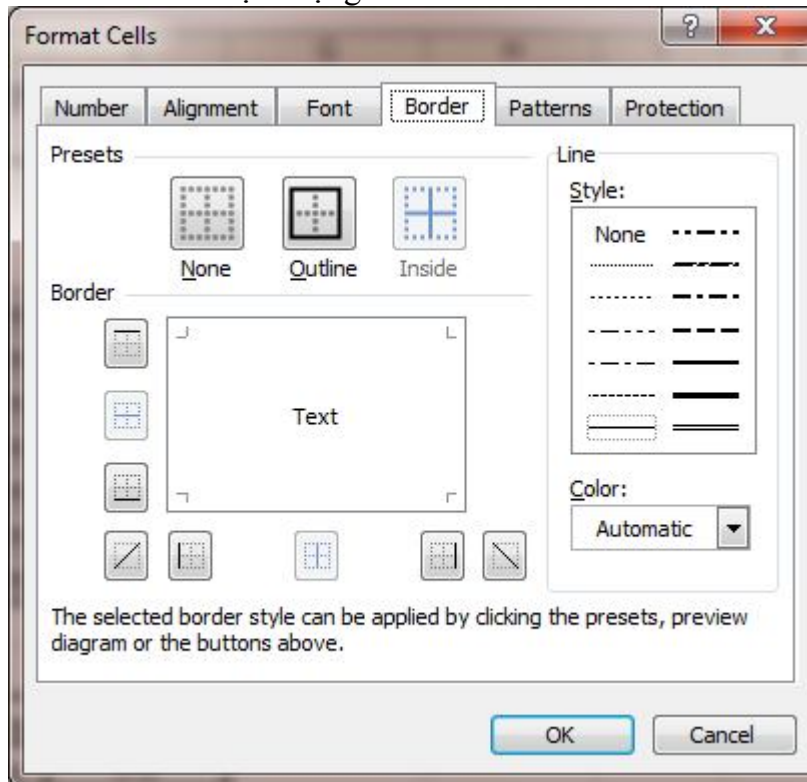 Format Cells
Number Alignment Font Border Patterns Protection
Presets
None Outline Inside
Border
Text
Line
Style:
None
Color:
Automatic
The selected border style can be applied by clicking the presets, preview
diagram or the buttons above.
OK Cancel